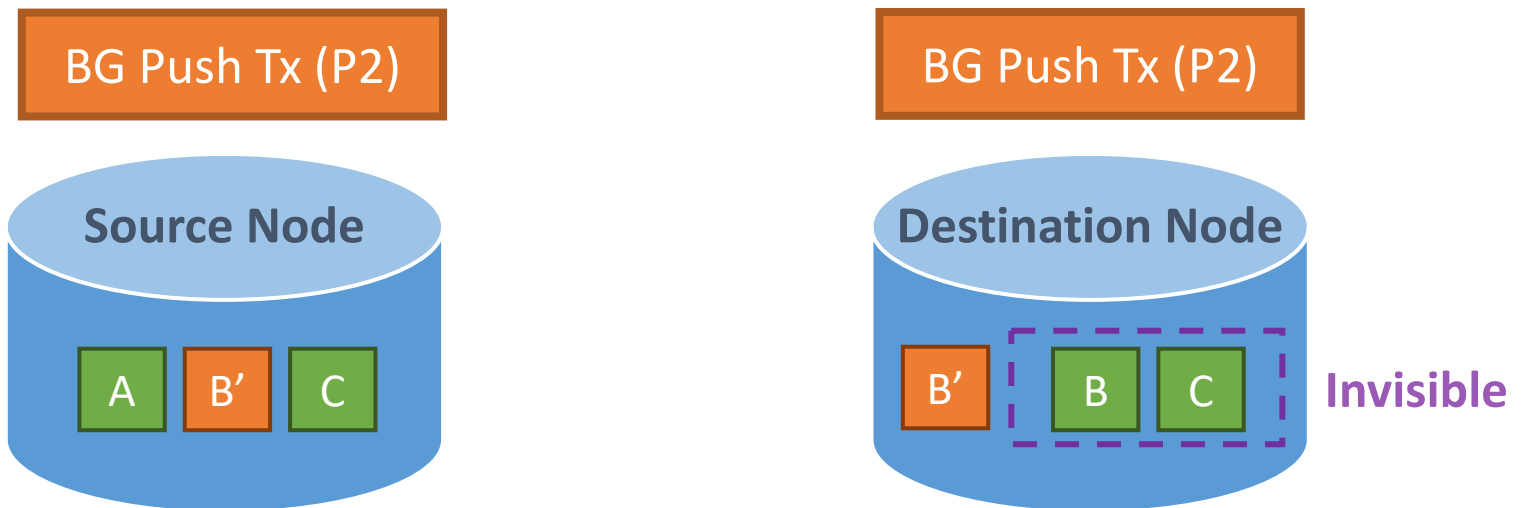 BG Push Tx (P2)
BG Push Tx (P2)
Source Node
Destination Node
A B’ C
B’ B C
Invisible